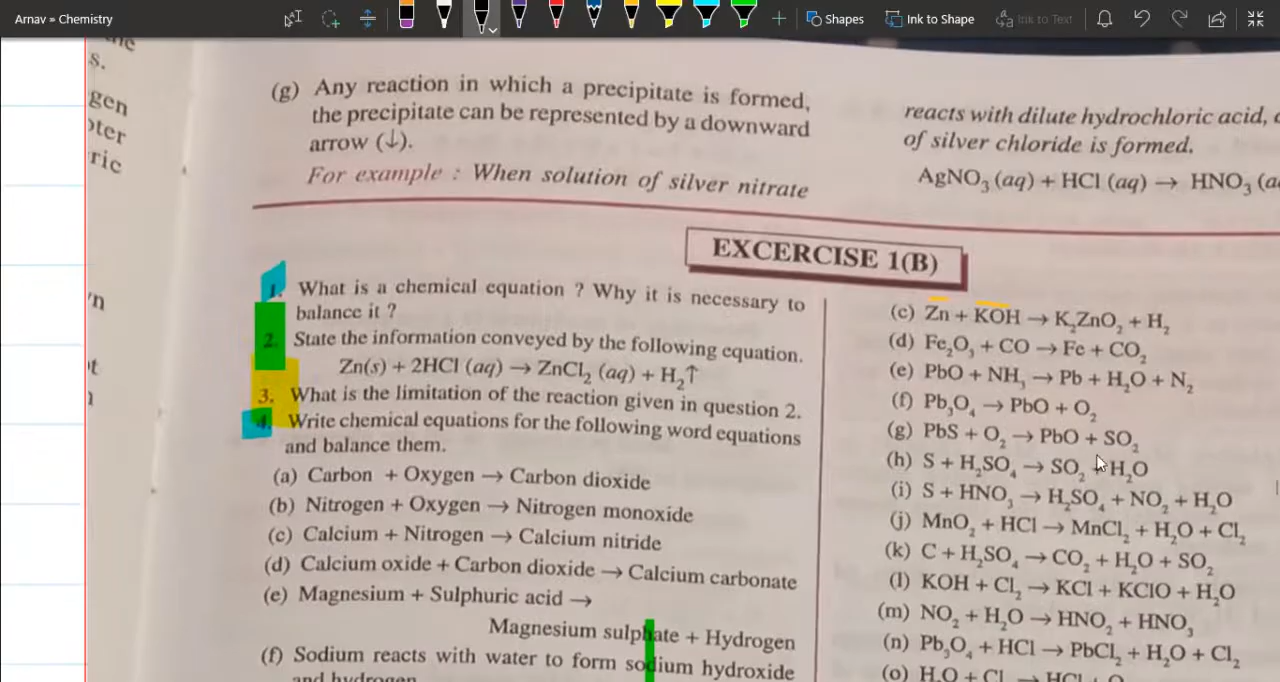 Arnav » Chemistry
Shapes
Ink to Shape
Ink to Text
s.
gen
ric
(g) Any reaction in which a precipitate is formed,
the precipitate can be represented by a downward
arrow (↓).
For example : When solution of silver nitrate
reacts with dilute hydrochloric acid,
of silver chloride is formed.
AgNO₃ (aq) + HCl (aq) → HNO₃
EXCERCISE 1(B)
1. What is a chemical equation ? Why it is necessary to
balance it ?
2. State the information conveyed by the following equation.
Zn(s) + 2HCl (aq) → ZnCl₂ (aq) + H₂↑
3. What is the limitation of the reaction given in question 2.
4. Write chemical equations for the following word equations
and balance them.
(a) Carbon + Oxygen → Carbon dioxide
(b) Nitrogen + Oxygen → Nitrogen monoxide
(c) Calcium + Nitrogen → Calcium nitride
(d) Calcium oxide + Carbon dioxide → Calcium carbonate
(e) Magnesium + Sulphuric acid →
Magnesium sulphate + Hydrogen
(f) Sodium reacts with water to form sodium hydroxide
and hydrogen
(c) Zn + KOH → K₂ZnO₂ + H₂
(d) Fe₂O₃ + CO → Fe + CO₂
(e) PbO + NH₃ → Pb + H₂O + N₂
(f) Pb₃O₄ → PbO + O₂
(g) PbS + O₂ → PbO + SO₂
(h) S + H₂SO₄ → SO₂ + H₂O
(i) S + HNO₃ → H₂SO₄ + NO₂ + H₂O
(j) MnO₂ + HCl → MnCl₂ + H₂O + Cl₂
(k) C + H₂SO₄ → CO₂ + H₂O + SO₂
(l) KOH + Cl₂ → KCl + KClO + H₂O
(m) NO₂ + H₂O → HNO₂ + HNO₃
(n) Pb₃O₄ + HCl → PbCl₂ + H₂O + Cl₂
(o) H₂O + Cl → HCl + O